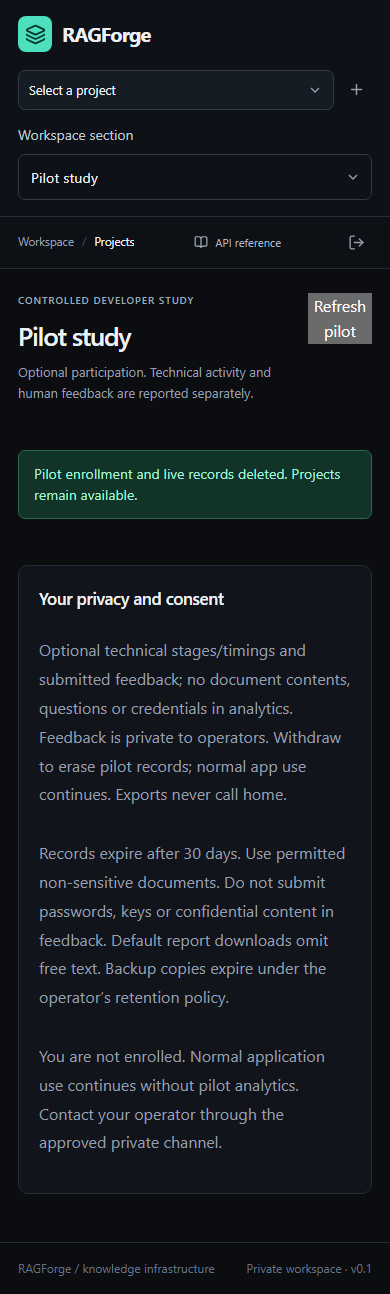 RAGForge
Select a project
Workspace section
Pilot study
Workspace / Projects
API reference
CONTROLLED DEVELOPER STUDY
Pilot study
Refresh
pilot
Optional participation. Technical activity and
human feedback are reported separately.
Pilot enrollment and live records deleted. Projects
remain available.
Your privacy and consent
Optional technical stages/timings and
submitted feedback; no document contents,
questions or credentials in analytics.
Feedback is private to operators. Withdraw
to erase pilot records; normal app use
continues. Exports never call home.
Records expire after 30 days. Use permitted
non-sensitive documents. Do not submit
passwords, keys or confidential content in
feedback. Default report downloads omit
free text. Backup copies expire under the
operator’s retention policy.
You are not enrolled. Normal application
use continues without pilot analytics.
Contact your operator through the
approved private channel.
RAGForge / knowledge infrastructure
Private workspace · v0.1